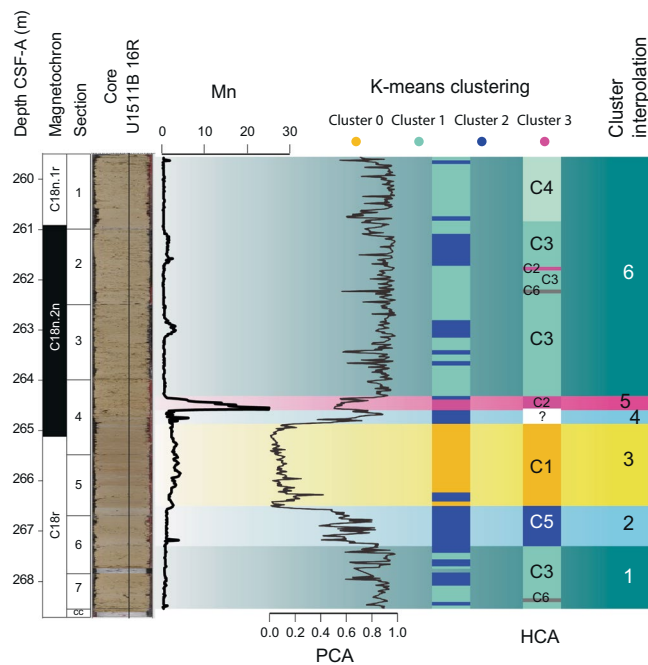 Depth CSF-A (m)
Magnetochron
Section
Core
U1511B 16R
Mn
0 10 20 30
K-means clustering
Cluster 0 Cluster 1 Cluster 2 Cluster 3
Cluster
interpolation
260
261
262
263
264
265
266
267
268
C18n.1r
C18n.2n
C18r
1
2
3
4
5
6
7
cc
C4
C3
C2
C3
C6
C3
C2
?
C1
C5
C3
C6
6
5
4
3
2
1
0.0 0.2 0.4 0.6 0.8 1.0
PCA
HCA